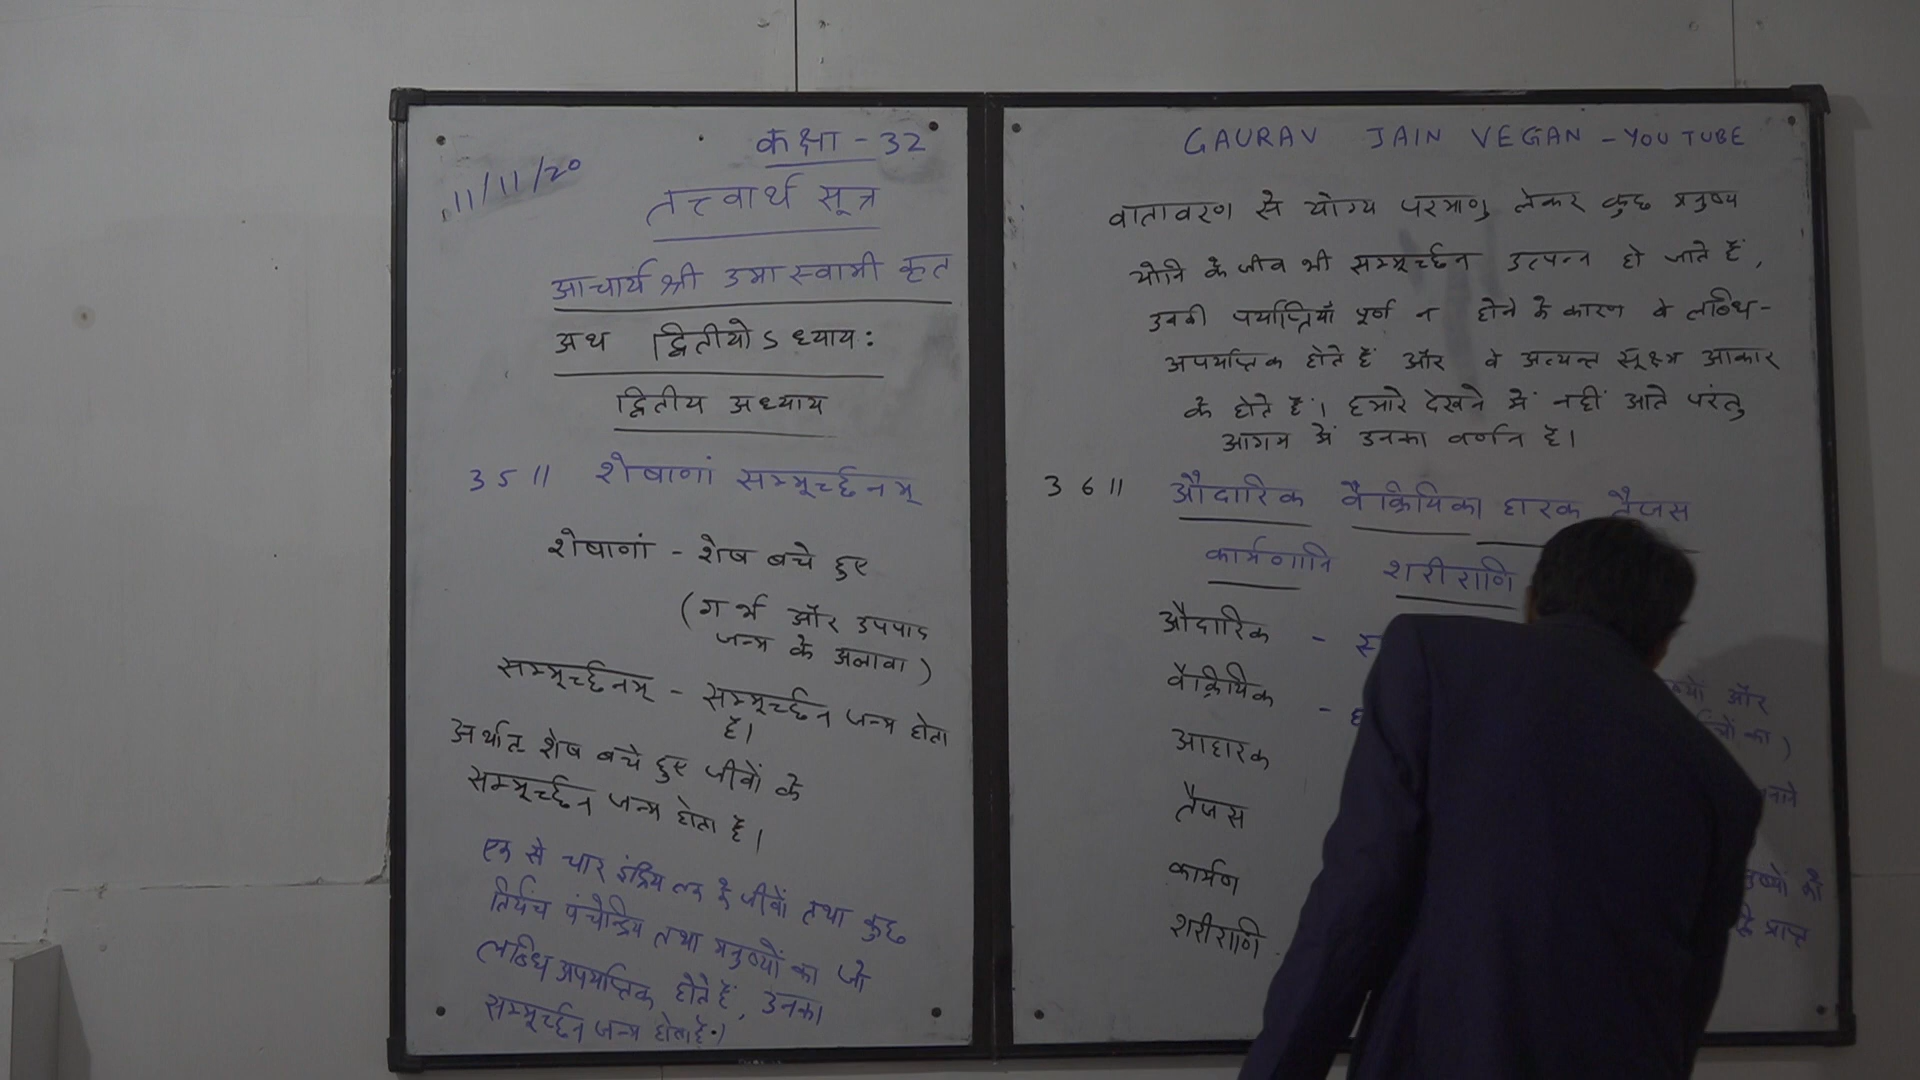 कक्षा - 32
11/11/20
तत्त्वार्थ सूत्र
आचार्य श्री उमास्वामी कृत
अथ द्वितीयोऽध्यायः
द्वितीय अध्याय
35॥ शेषाणां सम्मूर्च्छनम्
शेषाणां - शेष बचे हुए
(गर्भ और उपपाद
जन्म के अलावा)
सम्मूर्च्छनम् - सम्मूर्च्छन जन्म होता
है।
अर्थात शेष बचे हुए जीवों के
सम्मूर्च्छन जन्म होता है।
एक से चार इंद्रिय तक के जीवों तथा कुछ
तिर्यंच पंचेन्द्रिय तथा मनुष्यों का जो
लब्धि अपर्याप्तक होते हैं, उनका
सम्मूर्च्छन जन्म होता है।
GAURAV JAIN VEGAN - YOUTUBE
वातावरण से योग्य परमाणु लेकर कुछ मनुष्य
योनि के जीव भी सम्मूर्च्छन उत्पन्न हो जाते हैं,
उनकी पर्याप्तियाँ पूर्ण न होने के कारण वे लब्धि-
अपर्याप्तक होते हैं और वे अत्यन्त सूक्ष्म आकार
के होते हैं। हमारे देखने में नहीं आते परंतु
आगम में उनका वर्णन है।
36॥ औदारिक वैक्रियिका हारक तैजस
कार्मणानि शरीराणि
औदारिक -
वैक्रियिक - और
आहारक का)
तैजस
कार्मण की
शरीराणि - प्राप्त